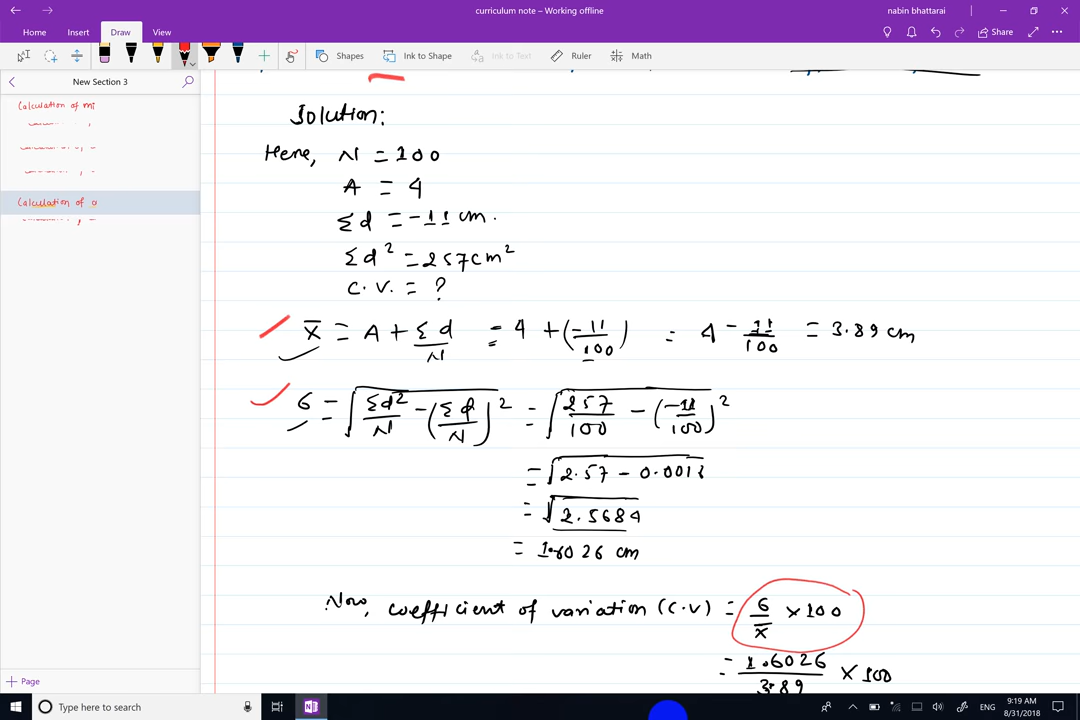 curriculum note – Working offline
nabin bhattarai
Home Insert Draw View
Share
Shapes Ink to Shape Ink to Text Ruler Math
New Section 3
Calculation of mi
Calculation of a
Page
Solution:
Here, N = 100
A = 4
Σd = -11 cm.
Σd² = 257cm²
C.V. = ?
X̅ = A + Σd/N = 4 + (-11/100) = 4 - 11/100 = 3.89 cm
σ = √(Σd²/N - (Σd/N)²) = √(257/100 - (-11/100)²)
= √2.57 - 0.0013
= √2.5684
= 1.6026 cm
Now, coefficient of variation (C.V) = σ/x̅ × 100
= 1.6026/3.89 × 100
Type here to search
ENG
9:19 AM
8/31/2018